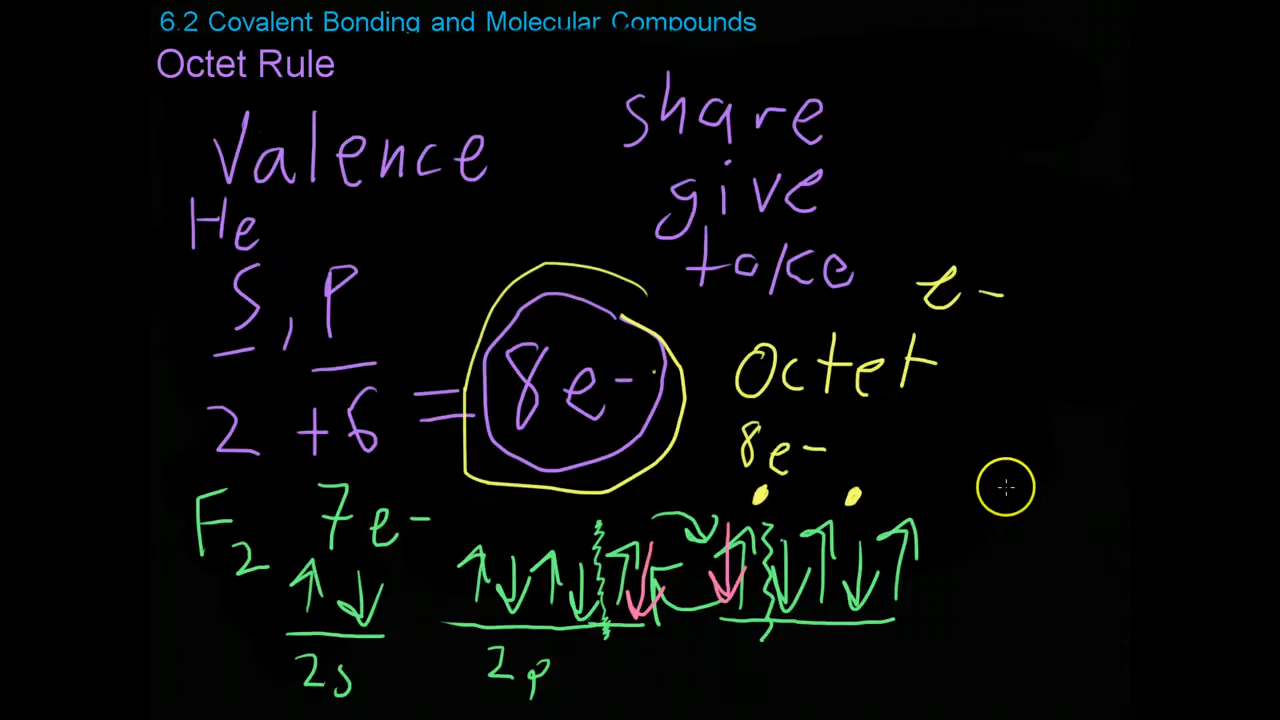 6.2 Covalent Bonding and Molecular Compounds
Octet Rule
Valence
share
give
take
e-
He
S, P
2 + 6 = 8e-
Octet
8e-
F2 7e-
F
2s
2p